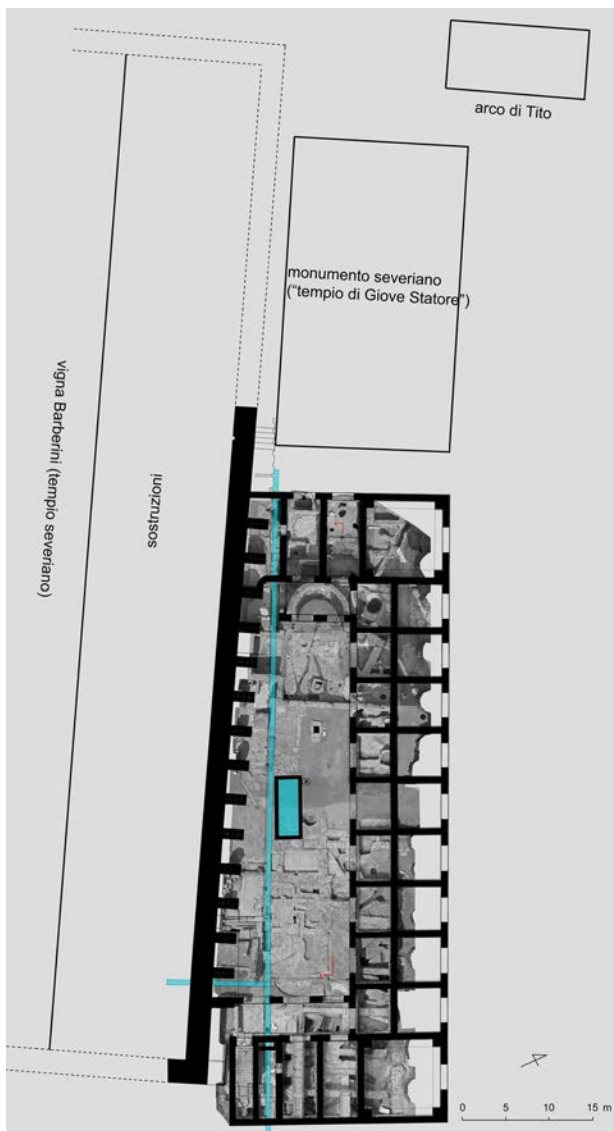 arco di Tito
monumento severiano
(“tempio di Giove Statore”)
vigna Barberini (tempio severiano)
sostruzioni
0 5 10 15 m